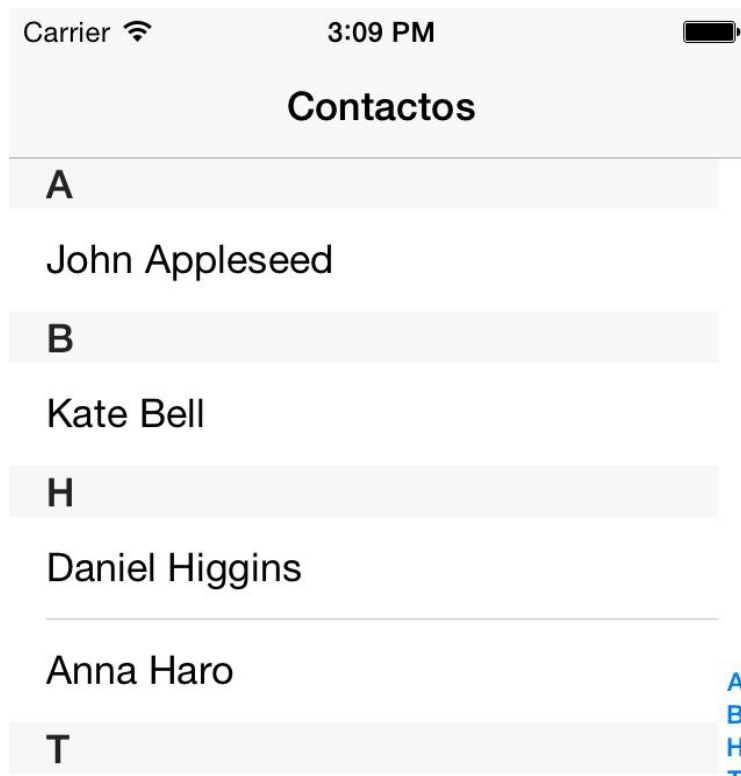 Carrier 3:09 PM
Contactos
A
John Appleseed
B
Kate Bell
H
Daniel Higgins
Anna Haro
T
A
B
H
T